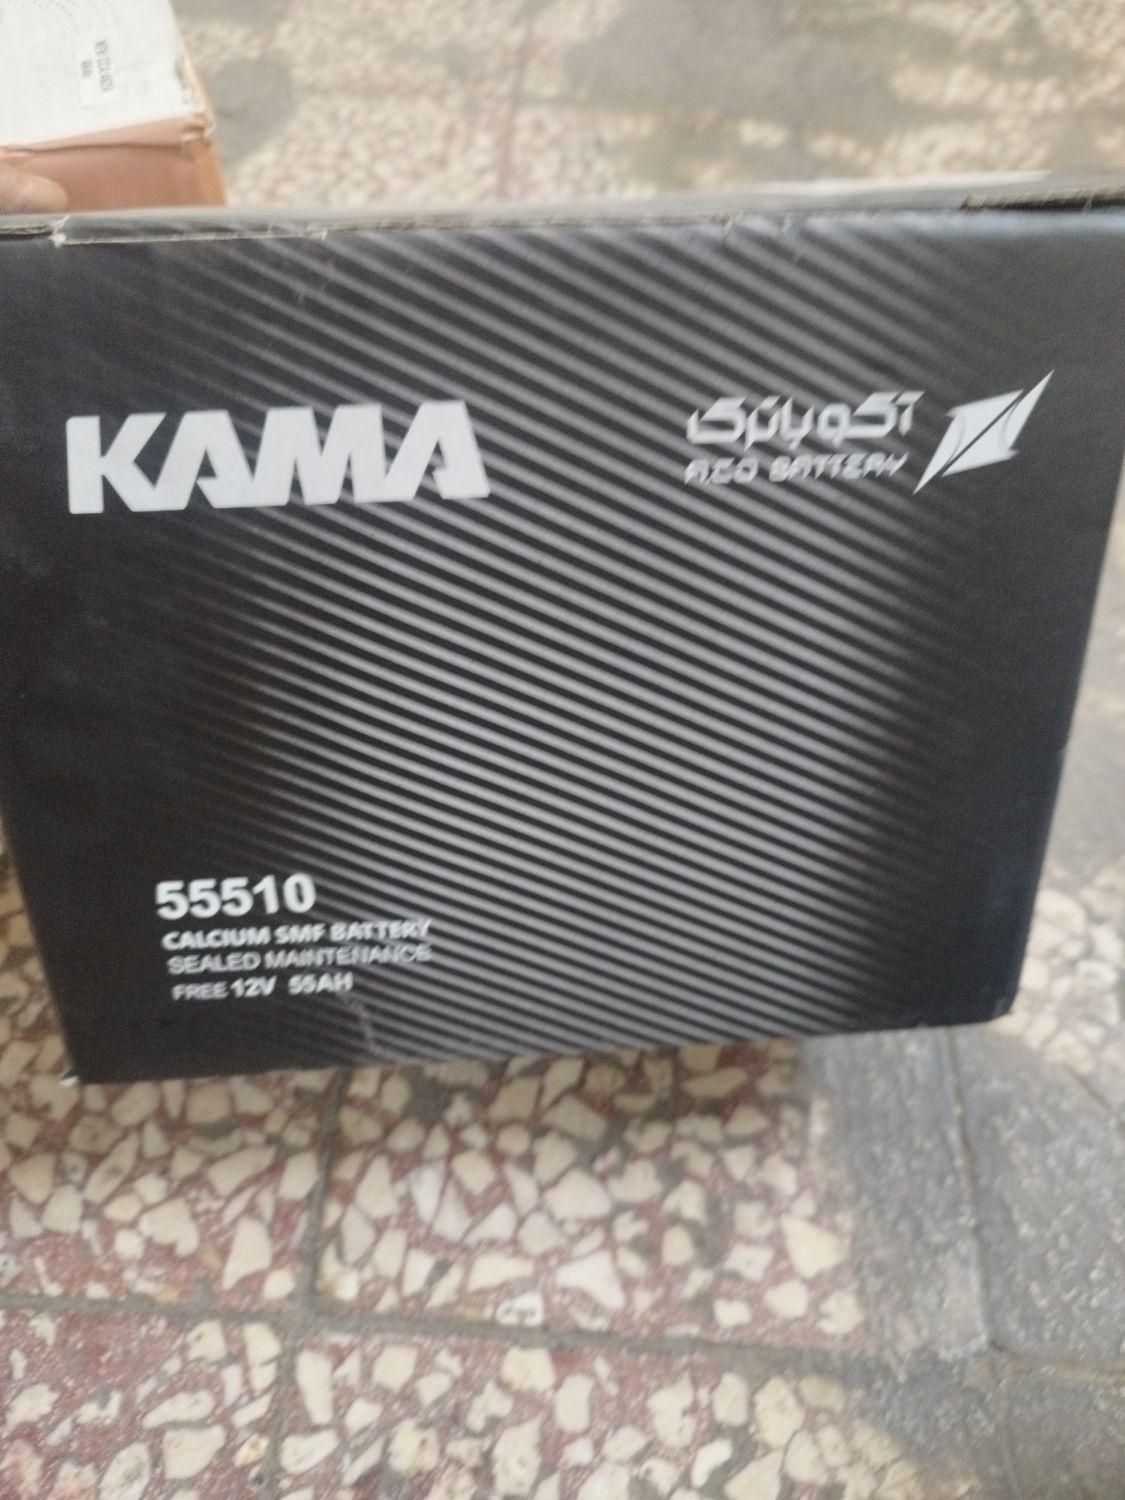 KAMA
آکو باتری
ACO BATTERY
55510
CALCIUM SMF BATTERY
SEALED MAINTENANCE
FREE 12V 55AH